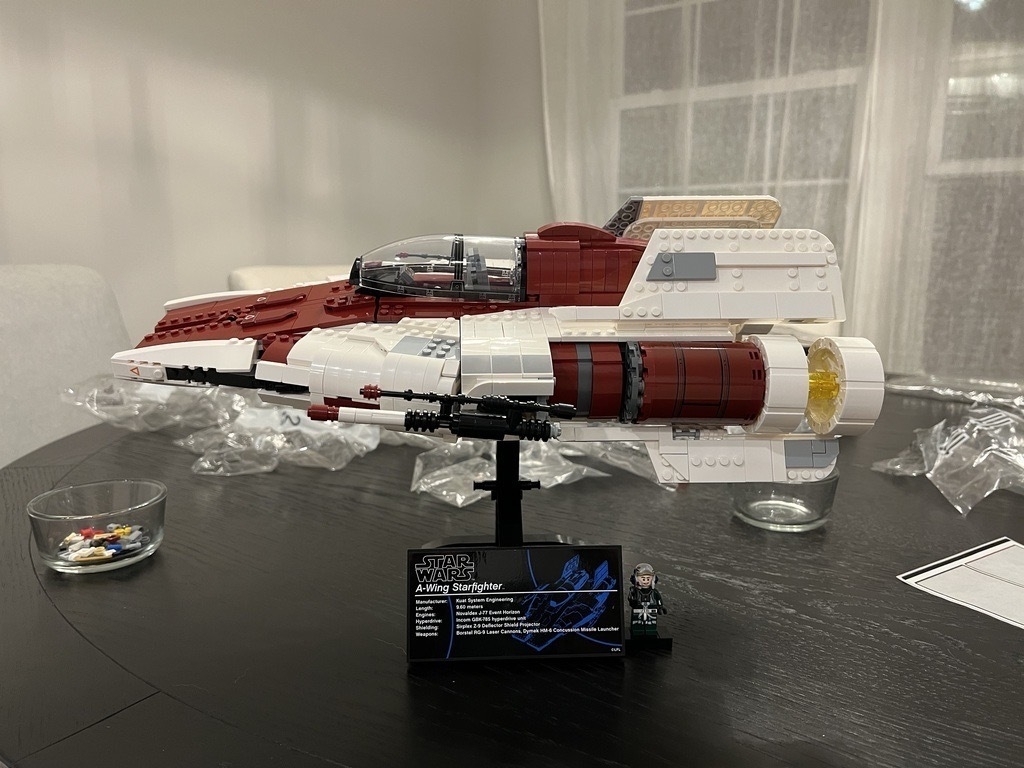 2
STAR
WARS
A-Wing Starfighter
Manufacturer: Kuat System Engineering
Length: 9.60 meters
Engines: Novaldex J-77 Event Horizon
Hyperdrive: Incom GBK-785 hyperdrive unit
Shielding: Sirplex Z-9 Deflector Shield Projector
Weapons: Borstel RG-9 Laser Cannons, Dymek HM-6 Concussion Missile Launcher
©LFL